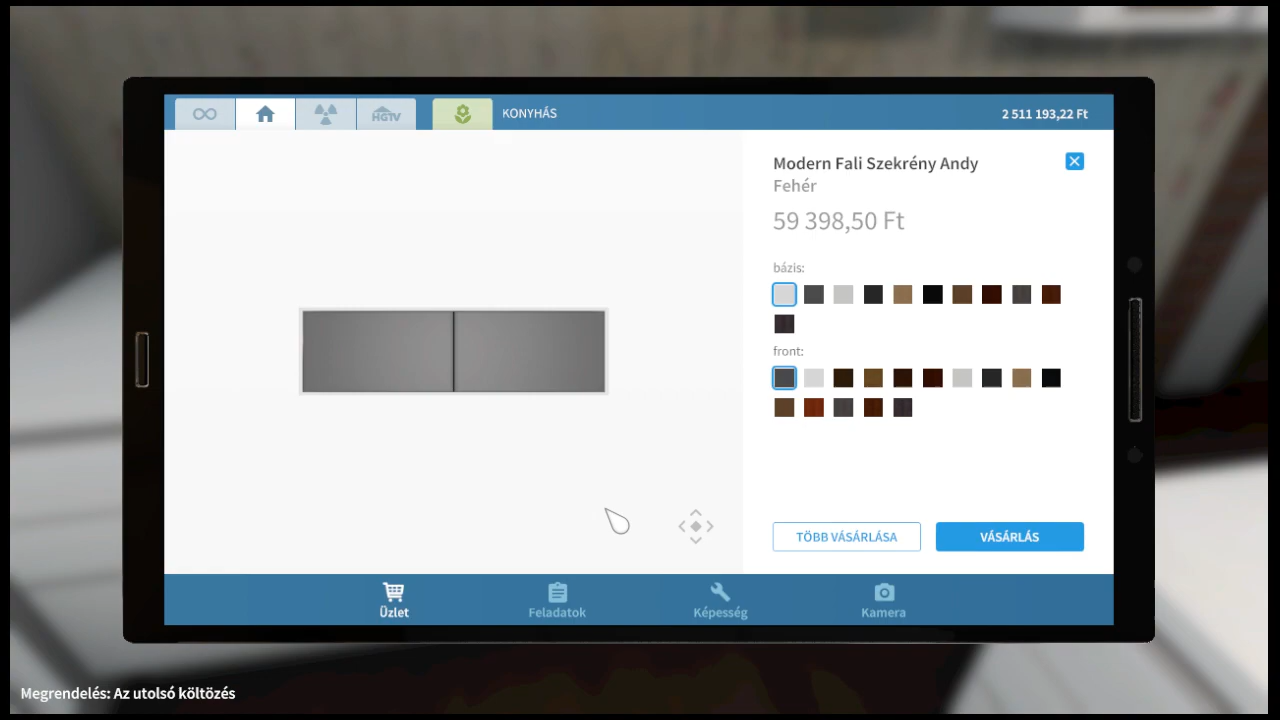 HGTV
KONYHÁS
2 511 193,22 Ft
Modern Fali Szekrény Andy
Fehér
59 398,50 Ft
bázis:
front:
TÖBB VÁSÁRLÁSA
VÁSÁRLÁS
Üzlet
Feladatok
Képesség
Kamera
Megrendelés: Az utolsó költözés